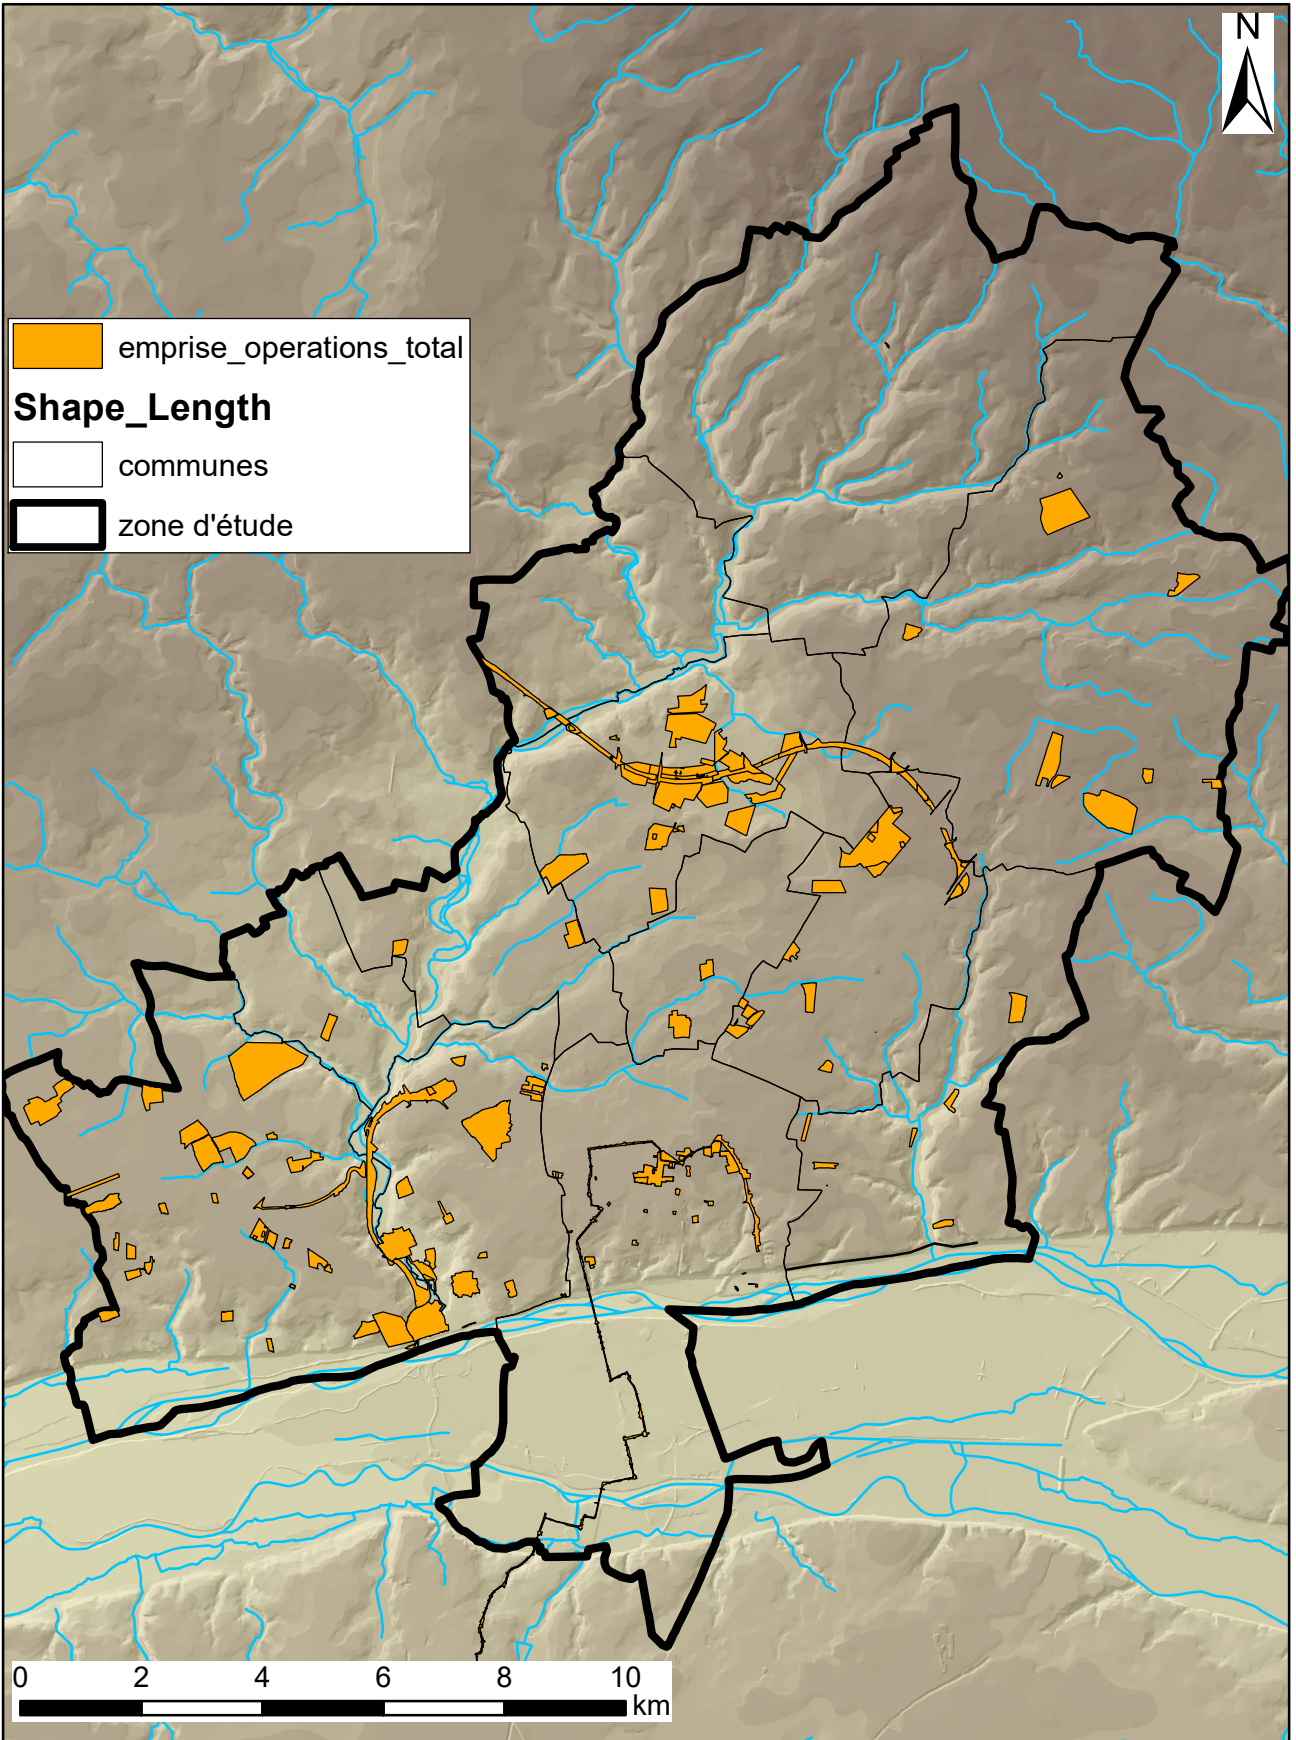 N
emprise_operations_total
Shape_Length
communes
zone d'étude
0 2 4 6 8 10
km